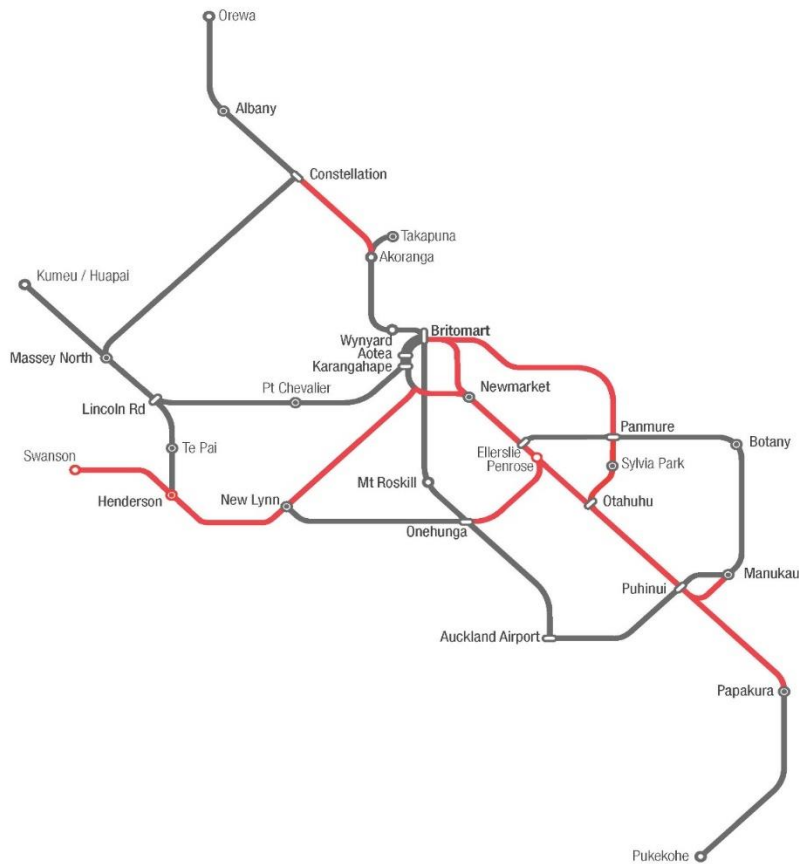 Orewa
Albany
Constellation
Takapuna
Akoranga
Kumeu / Huapai
Wynyard
Britomart
Aotea
Massey North
Karangahape
Pt Chevalier
Newmarket
Lincoln Rd
Panmure
Te Pai
Ellerslie
Botany
Swanson
Penrose
Sylvia Park
Mt Roskill
Henderson
New Lynn
Otahuhu
Onehunga
Manukau
Puhinui
Auckland Airport
Papakura
Pukekohe